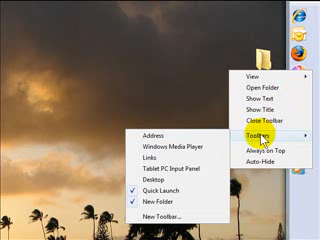 View
Open Folder
Show Text
Show Title
Close Toolbar
Toolbars
Always on Top
Auto-Hide
Address
Windows Media Player
Links
Tablet PC Input Panel
Desktop
Quick Launch
New Folder
New Toolbar...